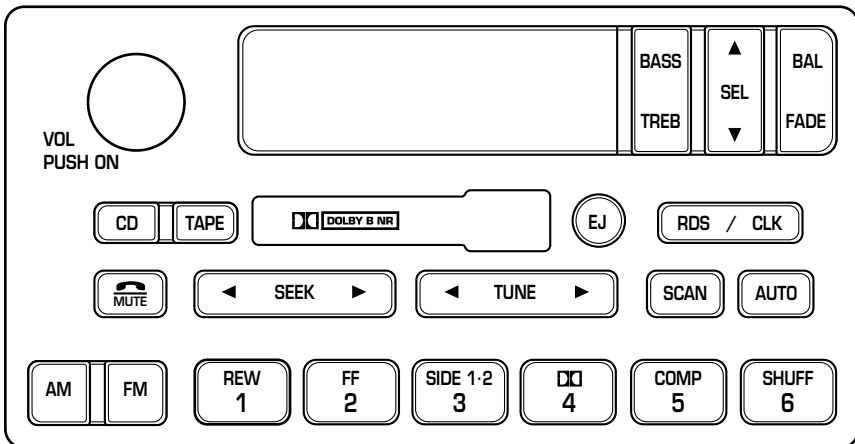 BASS
TREB
▲
SEL
▼
BAL
FADE
VOL
PUSH ON
CD
TAPE
DOLBY B NR
EJ
RDS / CLK
MUTE
◄ SEEK ►
◄ TUNE ►
SCAN
AUTO
AM
FM
REW
1
FF
2
SIDE 1·2
3
4
COMP
5
SHUFF
6